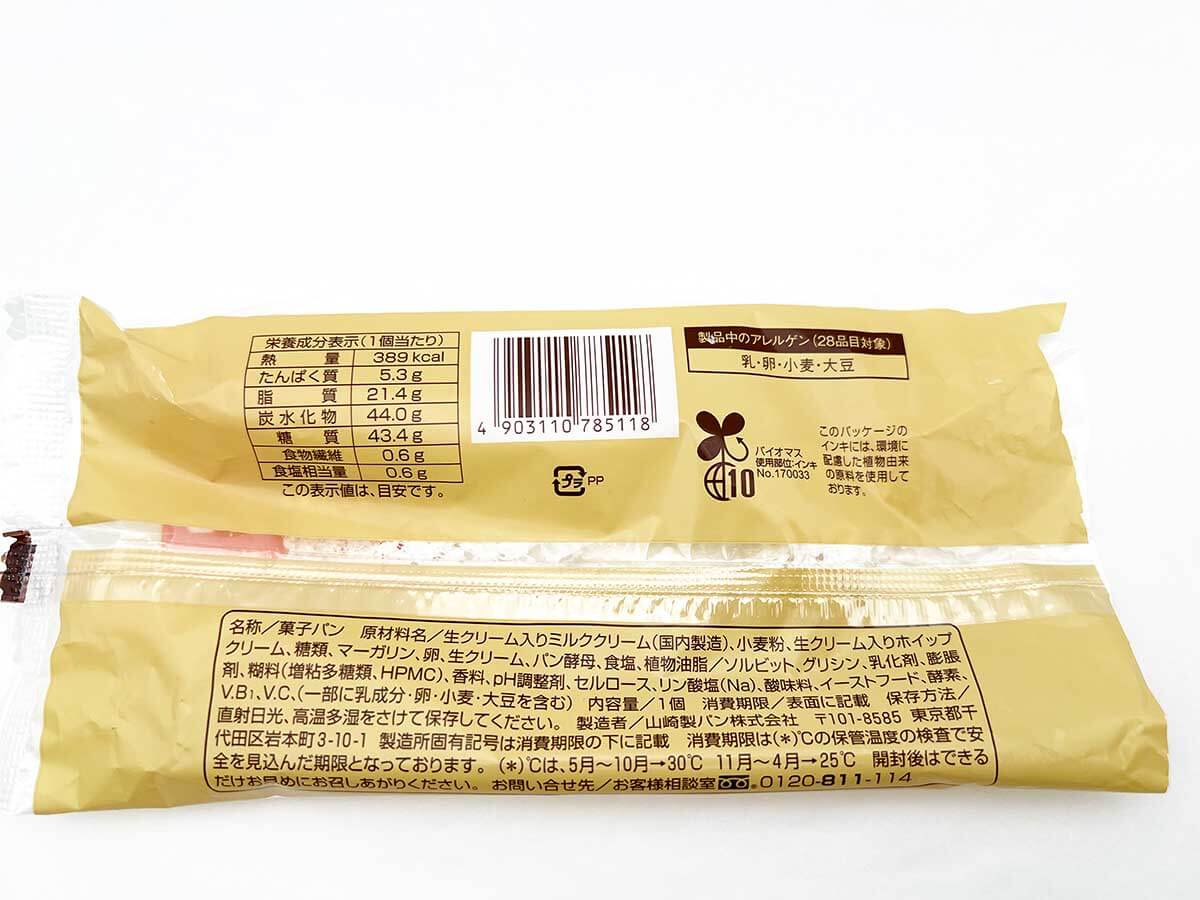 栄養成分表示(1個当たり)
熱量 389kcal
たんぱく質 5.3g
脂質 21.4g
炭水化物 44.0g
糖質 43.4g
食物繊維 0.6g
食塩相当量 0.6g
この表示値は、目安です。
4 903110 785118
プラ PP
製品中のアレルゲン(28品目対象)
乳・卵・小麦・大豆
バイオマス
使用部位:インキ
No.170033
10
このパッケージの
インキには、環境に
配慮した植物由来
の原料を使用して
おります。
名称/菓子パン 原材料名/生クリーム入りミルククリーム(国内製造)、小麦粉、生クリーム入りホイップ
クリーム、糖類、マーガリン、卵、生クリーム、パン酵母、食塩、植物油脂/ソルビット、グリシン、乳化剤、膨脹
剤、糊料(増粘多糖類、HPMC)、香料、pH調整剤、セルロース、リン酸塩(Na)、酸味料、イーストフード、酵素、
V.B₁、V.C、(一部に乳成分・卵・小麦・大豆を含む) 内容量/1個 消費期限/表面に記載 保存方法/
直射日光、高温多湿をさけて保存してください。 製造者/山崎製パン株式会社 〒101-8585 東京都千
代田区岩本町3-10-1 製造所固有記号は消費期限の下に記載 消費期限は(*)℃の保管温度の検査で安
全を見込んだ期限となっております。(*)℃は、5月~10月→30℃ 11月~4月→25℃ 開封後はできる
だけお早めにお召しあがりください。 お問い合せ先/お客様相談室 0120-811-114